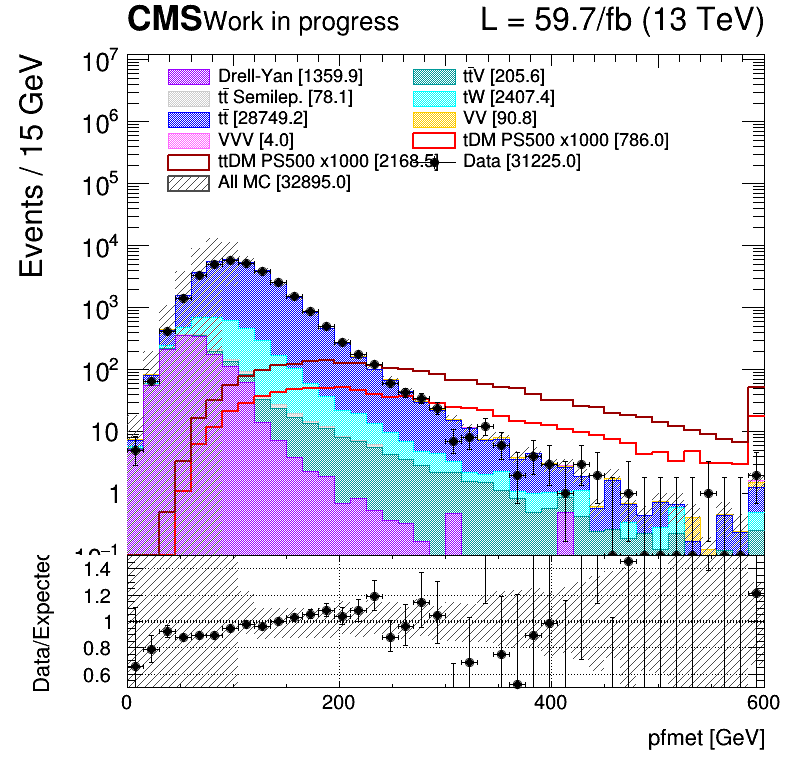 CMS Work in progress L = 59.7/fb (13 TeV)
Events / 15 GeV
10⁷
10⁶
10⁵
10⁴
10³
10²
10
1
10⁻¹
Drell-Yan [1359.9] tt̄V [205.6]
tt̄ Semilep. [78.1] tW [2407.4]
tt̄ [28749.2] VV [90.8]
VVV [4.0] tDM PS500 x1000 [786.0]
ttDM PS500 x1000 [2168.5] Data [31225.0]
All MC [32895.0]
Data/Expected
1.4
1.2
1
0.8
0.6
0 200 400 600
pfmet [GeV]